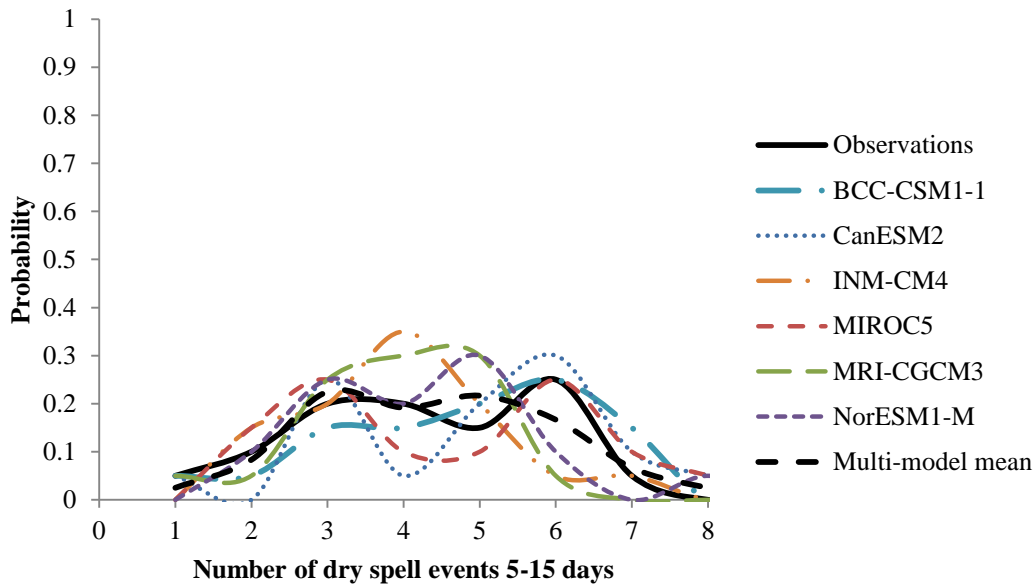 1
0.9
0.8
0.7
0.6
0.5
0.4
0.3
0.2
0.1
0
Probability
0 1 2 3 4 5 6 7 8
Number of dry spell events 5-15 days
Observations
BCC-CSM1-1
CanESM2
INM-CM4
MIROC5
MRI-CGCM3
NorESM1-M
Multi-model mean